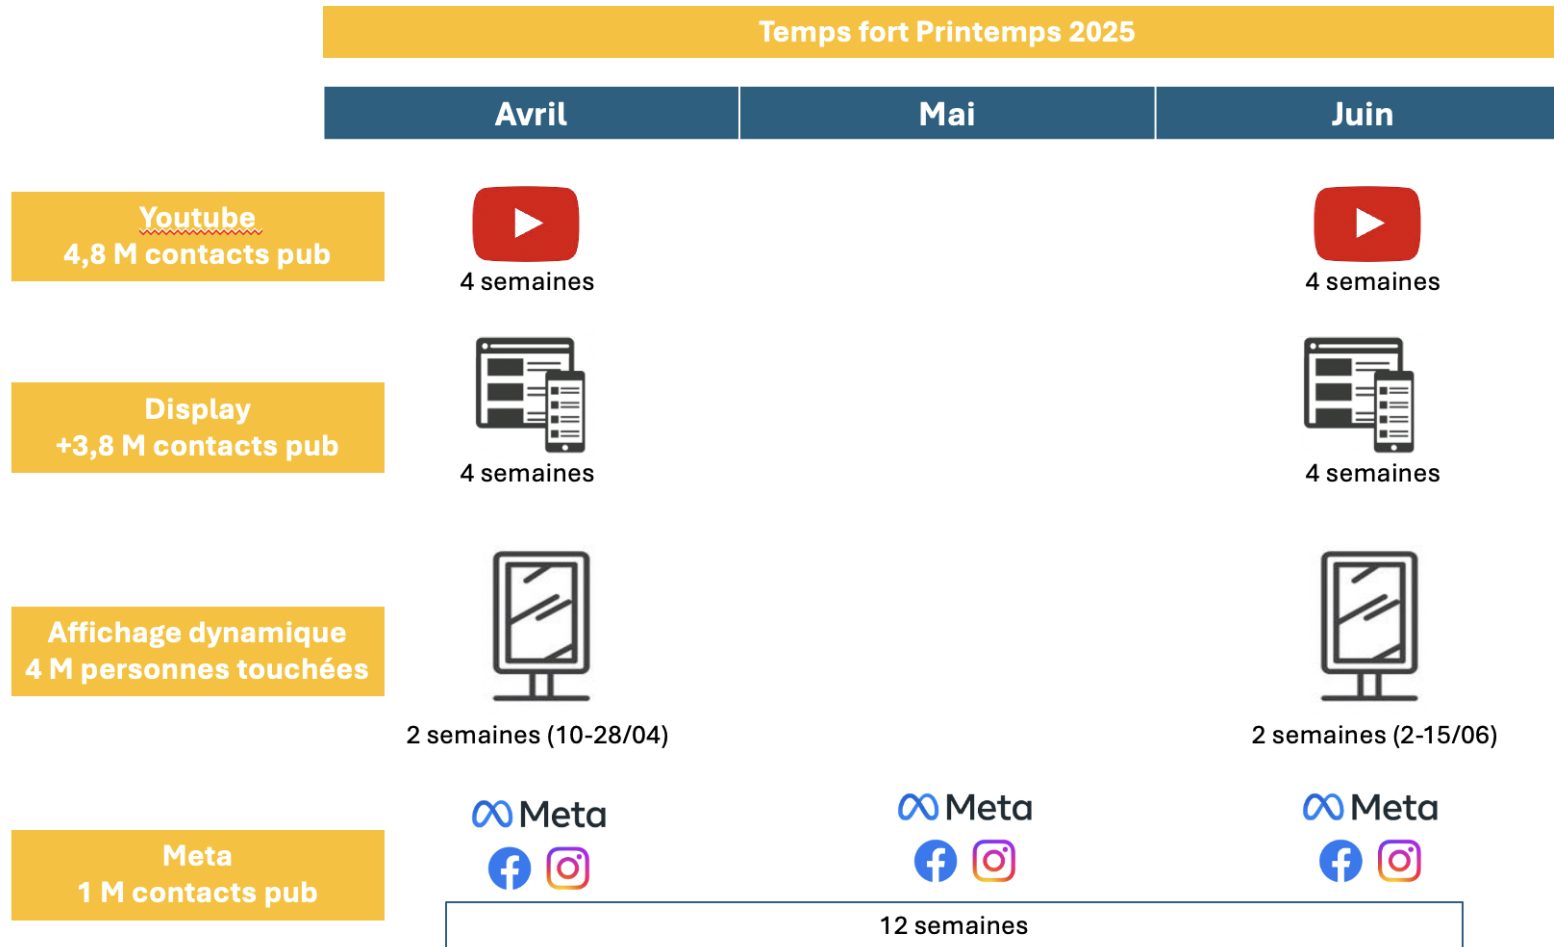 Temps fort Printemps 2025
Avril
Mai
Juin
Youtube
4,8 M contacts pub
4 semaines
4 semaines
Display
+3,8 M contacts pub
4 semaines
4 semaines
Affichage dynamique
4 M personnes touchées
2 semaines (10-28/04)
2 semaines (2-15/06)
Meta
1 M contacts pub
Meta
Meta
Meta
12 semaines